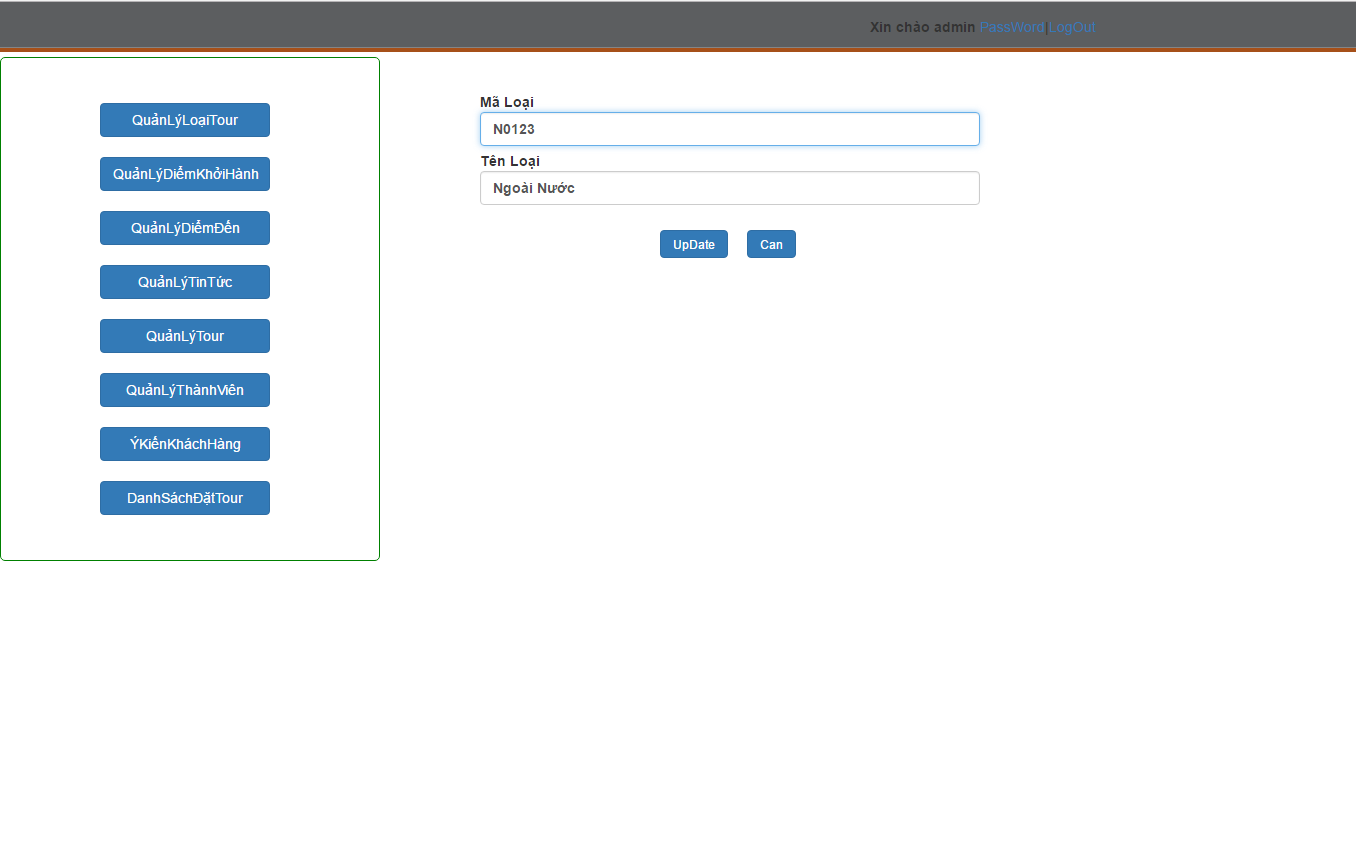 Xin chào admin PassWord|LogOut
QuảnLýLoạiTour
QuảnLýDiểmKhởiHành
QuảnLýDiểmĐến
QuảnLýTinTức
QuảnLýTour
QuảnLýThànhViên
ÝKiếnKháchHàng
DanhSáchĐặtTour
Mã Loại
N0123
Tên Loại
Ngoài Nước
UpDate Can